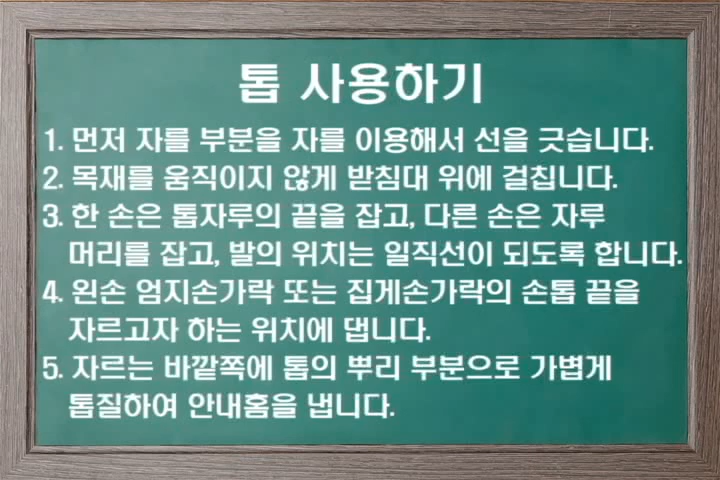 톱 사용하기
1. 먼저 자를 부분을 자를 이용해서 선을 긋습니다.
2. 목재를 움직이지 않게 받침대 위에 걸칩니다.
3. 한 손은 톱자루의 끝을 잡고, 다른 손은 자루
머리를 잡고, 발의 위치는 일직선이 되도록 합니다.
4. 왼손 엄지손가락 또는 집게손가락의 손톱 끝을
자르고자 하는 위치에 댑니다.
5. 자르는 바깥쪽에 톱의 뿌리 부분으로 가볍게
톱질하여 안내홈을 냅니다.